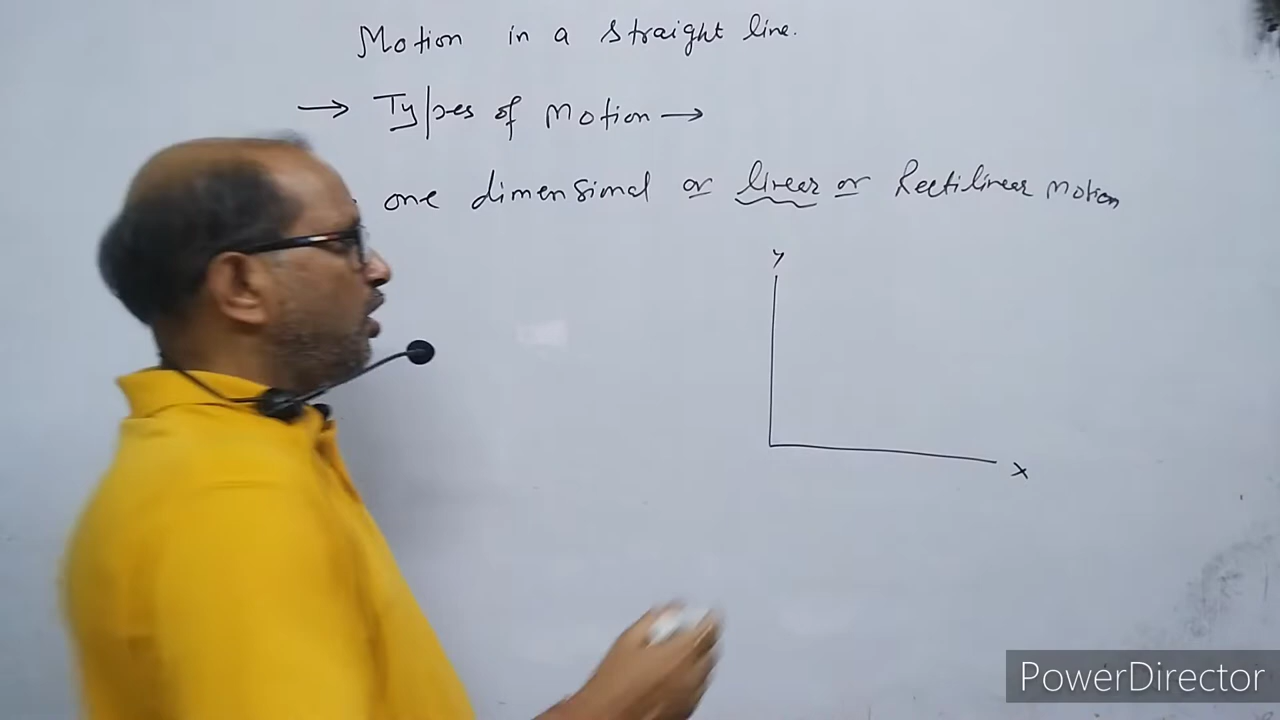 Motion in a straight line.
→ Types of Motion →
one dimensional or linear or Rectilinear Motion
y
x
PowerDirector